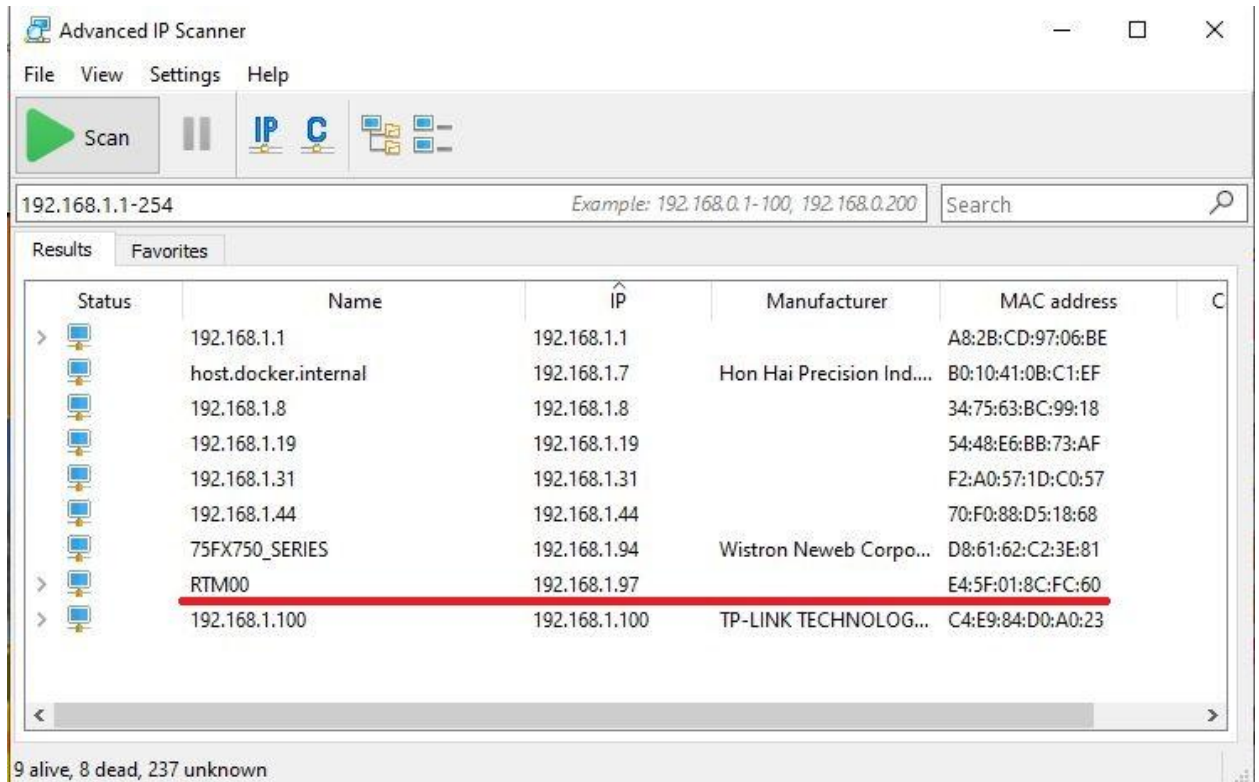 Advanced IP Scanner
File View Settings Help
Scan IP C
192.168.1.1-254 Example: 192.168.0.1-100, 192.168.0.200 Search
Results Favorites
Status Name IP Manufacturer MAC address C
192.168.1.1 192.168.1.1 A8:2B:CD:97:06:BE
host.docker.internal 192.168.1.7 Hon Hai Precision Ind.... B0:10:41:0B:C1:EF
192.168.1.8 192.168.1.8 34:75:63:BC:99:18
192.168.1.19 192.168.1.19 54:48:E6:BB:73:AF
192.168.1.31 192.168.1.31 F2:A0:57:1D:C0:57
192.168.1.44 192.168.1.44 70:F0:88:D5:18:68
75FX750_SERIES 192.168.1.94 Wistron Neweb Corpo... D8:61:62:C2:3E:81
RTM00 192.168.1.97 E4:5F:01:8C:FC:60
192.168.1.100 192.168.1.100 TP-LINK TECHNOLOG... C4:E9:84:D0:A0:23
9 alive, 8 dead, 237 unknown